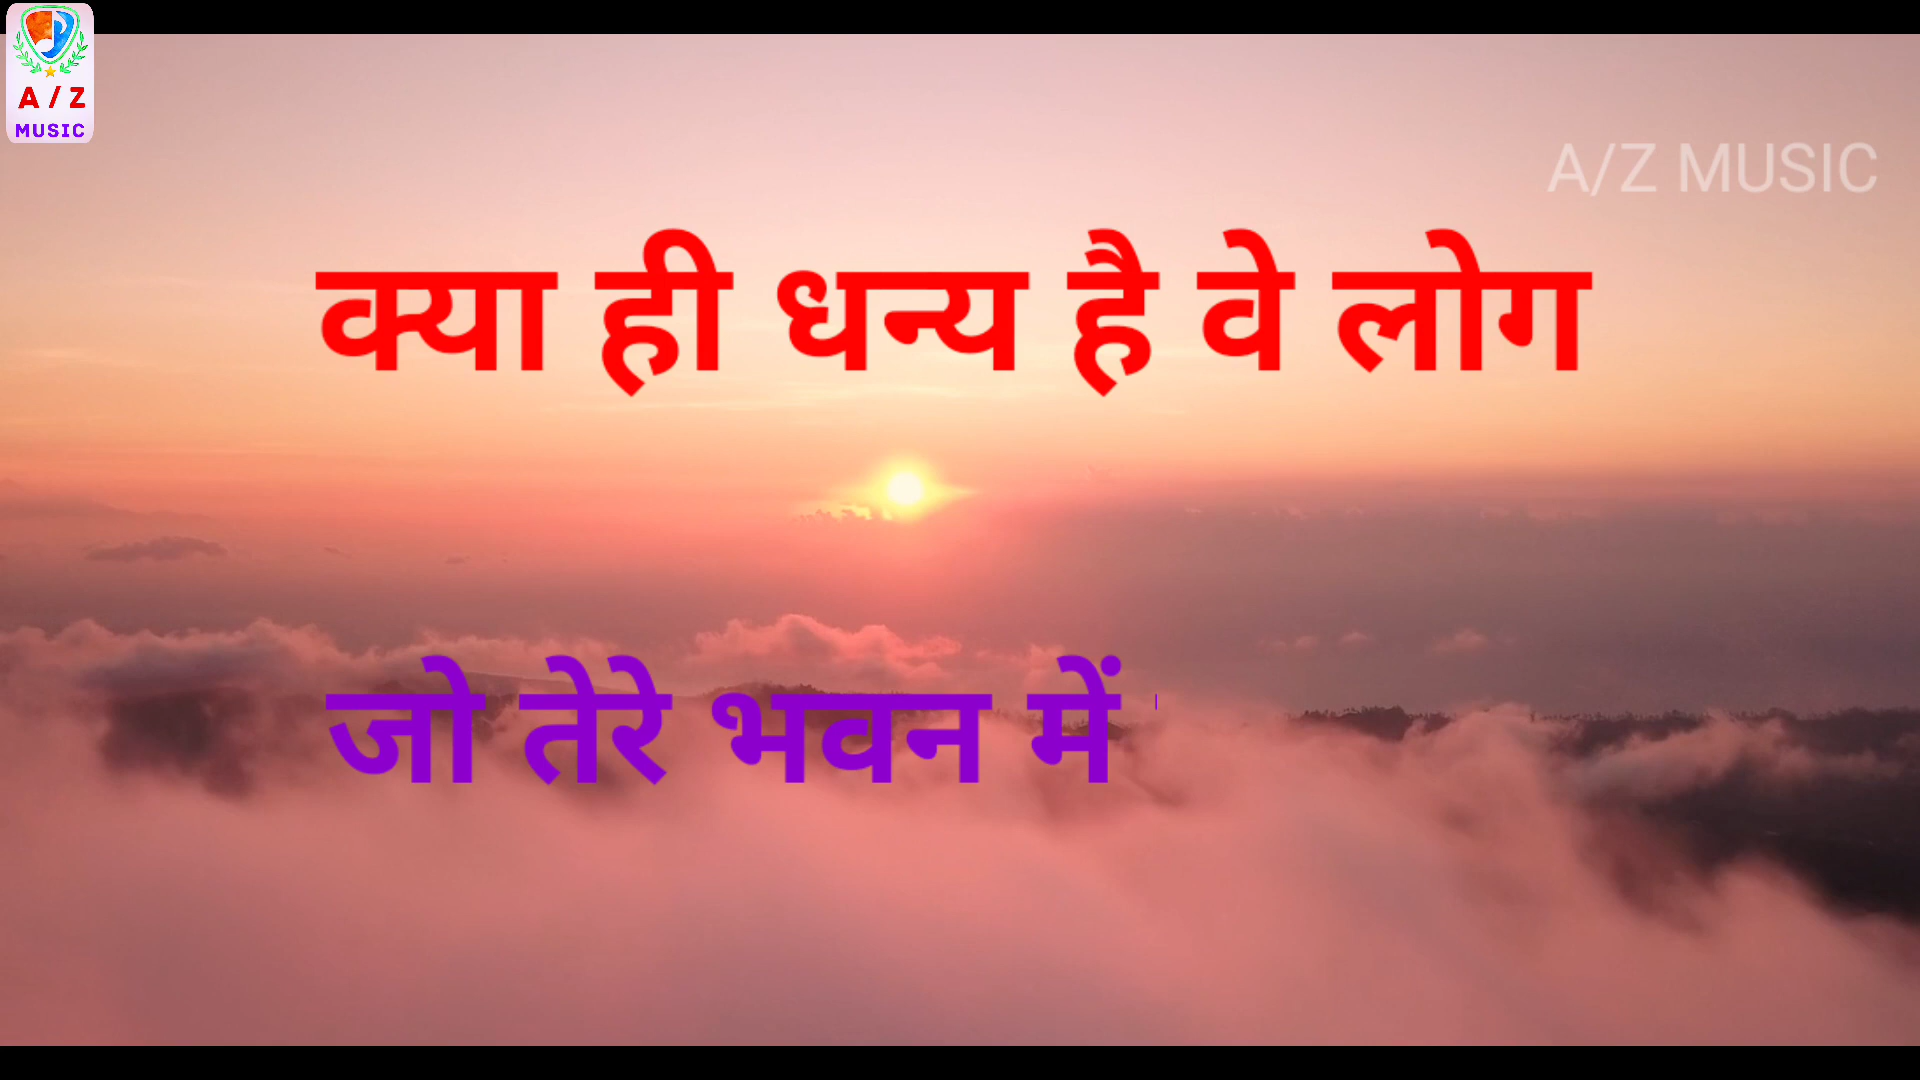 A / Z
MUSIC
A/Z MUSIC
क्या ही धन्य है वे लोग
जो तेरे भवन में